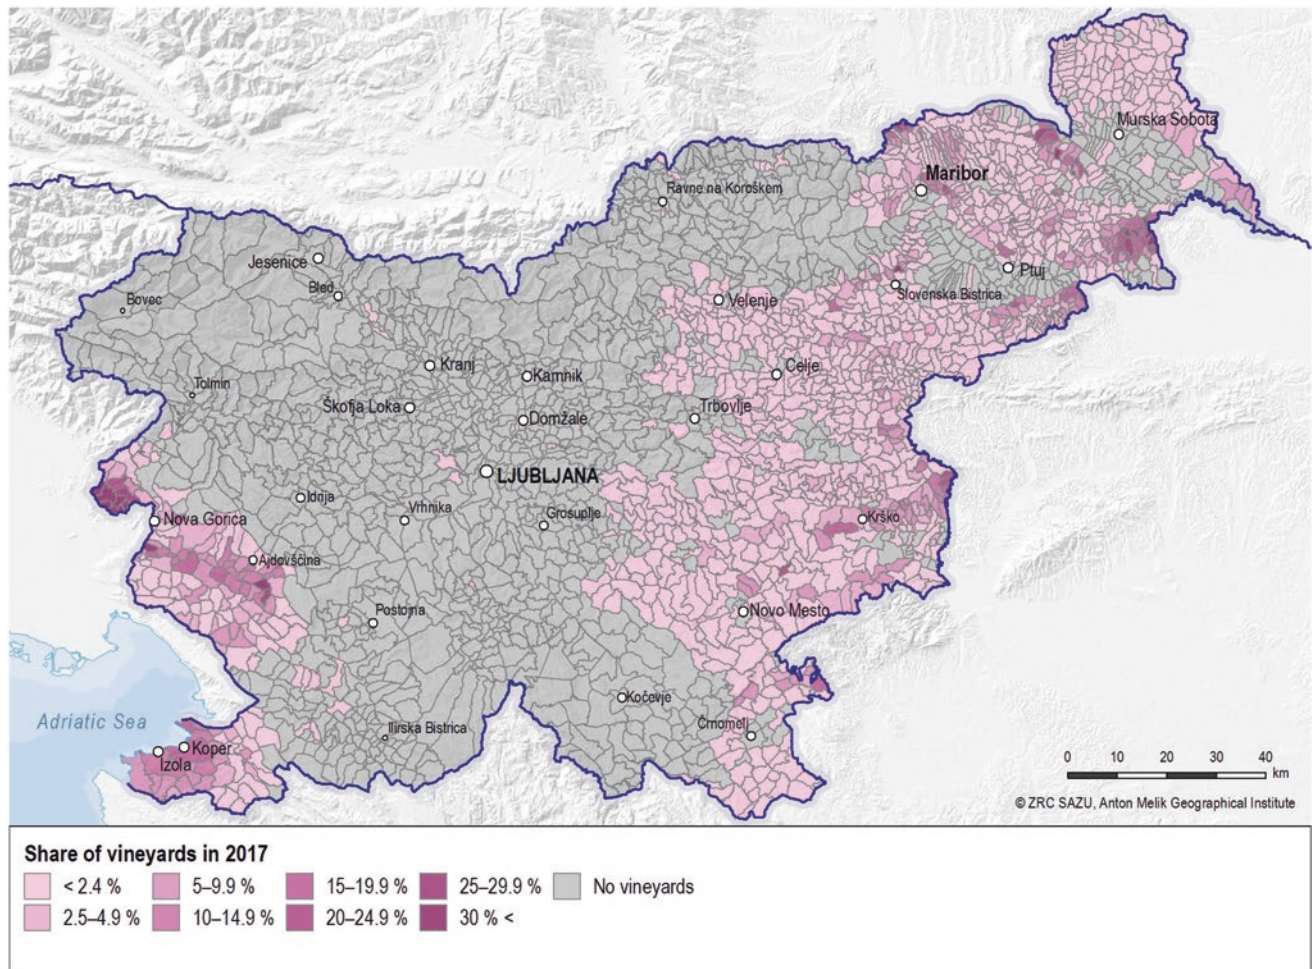 Murska Sobota
Maribor
Ravne na Koroškem
Jesenice
Bled
Ptuj
Slovenska Bistrica
Bovec
Velenje
Kranj
Kamnik
Celje
Tolmin
Škofja Loka
Domžale
Trbovlje
LJUBLJANA
Idrija
Vrhnika
Grosuplje
Krško
Nova Gorica
Ajdovščina
Postojna
Novo Mesto
Kočevje
Adriatic Sea
Ilirska Bistrica
Črnomelj
Koper
Izola
0 10 20 30 40
km
© ZRC SAZU, Anton Melik Geographical Institute
Share of vineyards in 2017
< 2.4 % 5–9.9 % 15–19.9 % 25–29.9 % No vineyards
2.5–4.9 % 10–14.9 % 20–24.9 % 30 % <